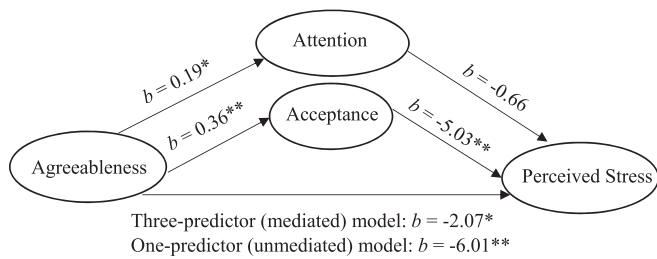 Attention
b = 0.19*
b = -0.66
Acceptance
b = 0.36**
b = -5.03**
Agreeableness
Perceived Stress
Three-predictor (mediated) model: b = -2.07*
One-predictor (unmediated) model: b = -6.01**